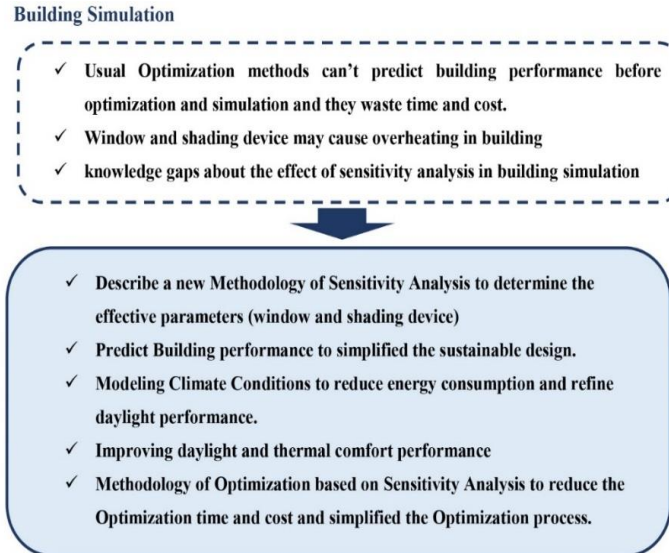 Building Simulation
✓ Usual Optimization methods can't predict building performance before
optimization and simulation and they waste time and cost.
✓ Window and shading device may cause overheating in building
✓ knowledge gaps about the effect of sensitivity analysis in building simulation
✓ Describe a new Methodology of Sensitivity Analysis to determine the
effective parameters (window and shading device)
✓ Predict Building performance to simplified the sustainable design.
✓ Modeling Climate Conditions to reduce energy consumption and refine
daylight performance.
✓ Improving daylight and thermal comfort performance
✓ Methodology of Optimization based on Sensitivity Analysis to reduce the
Optimization time and cost and simplified the Optimization process.